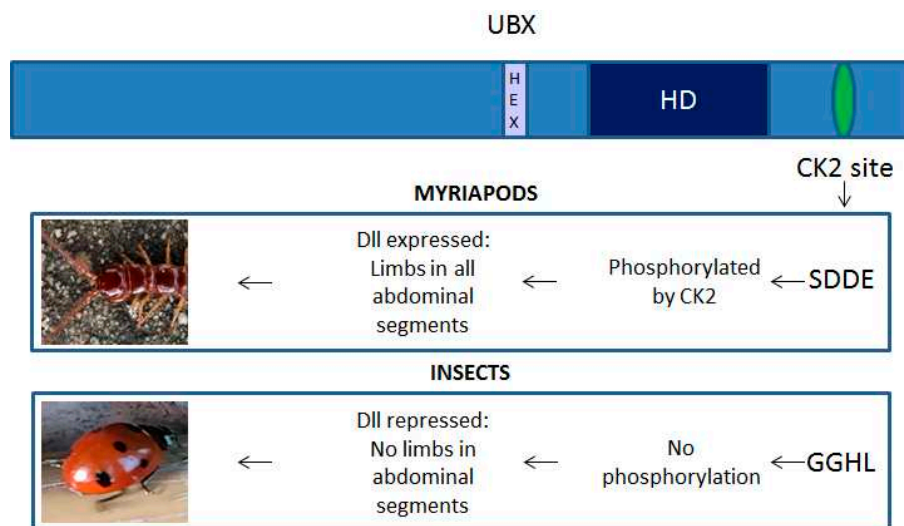 UBX
H
E
X
HD
CK2 site
↓
MYRIAPODS
Dll expressed:
Limbs in all
abdominal
segments
←
←
Phosphorylated
by CK2
←SDDE
INSECTS
Dll repressed:
No limbs in
abdominal
segments
←
←
No
phosphorylation
←GGHL